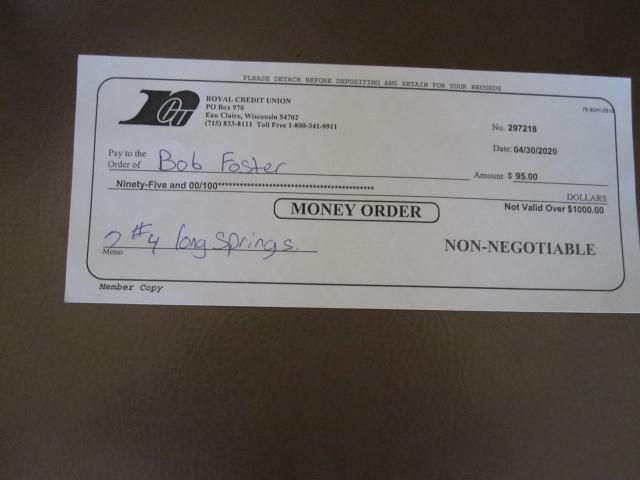 PLEASE DETACH BEFORE DEPOSITING AND RETAIN FOR YOUR RECORDS
rcu
ROYAL CREDIT UNION
PO Box 970
Eau Claire, Wisconsin 54702
(715) 833-8111 Toll Free 1-800-341-9911
No. 297218
Date: 04/30/2020
Pay to the
Order of Bob Foster
Amount $ 95.00
Ninety-Five and 00/100********************************************
DOLLARS
MONEY ORDER
Not Valid Over $1000.00
2 #4 long springs.
Memo
NON-NEGOTIABLE
Member Copy